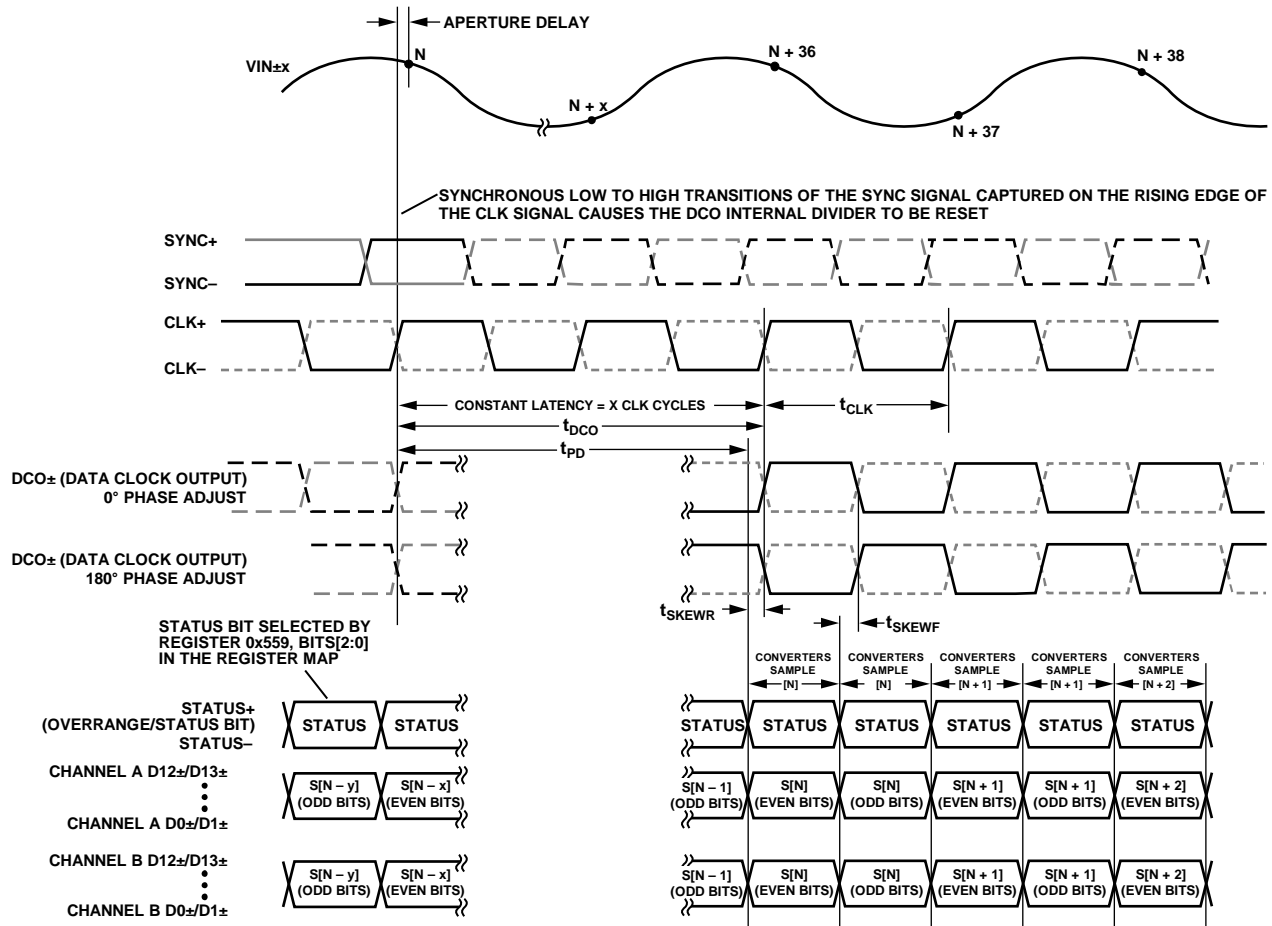 APERTURE DELAY
VIN±x
N
N + x
N + 36
N + 37
N + 38
SYNCHRONOUS LOW TO HIGH TRANSITIONS OF THE SYNC SIGNAL CAPTURED ON THE RISING EDGE OF
THE CLK SIGNAL CAUSES THE DCO INTERNAL DIVIDER TO BE RESET
SYNC+
SYNC–
CLK+
CLK–
CONSTANT LATENCY = X CLK CYCLES
tCLK
tDCO
tPD
DCO± (DATA CLOCK OUTPUT)
0° PHASE ADJUST
DCO± (DATA CLOCK OUTPUT)
180° PHASE ADJUST
tSKEWR
tSKEWF
STATUS BIT SELECTED BY
REGISTER 0x559, BITS[2:0]
IN THE REGISTER MAP
CONVERTERS
SAMPLE
[N]
CONVERTERS
SAMPLE
[N]
CONVERTERS
SAMPLE
[N + 1]
CONVERTERS
SAMPLE
[N + 1]
CONVERTERS
SAMPLE
[N + 2]
STATUS+
(OVERRANGE/STATUS BIT)
STATUS–
STATUS
STATUS
STATUS
STATUS
STATUS
STATUS
STATUS
STATUS
CHANNEL A D12±/D13±
CHANNEL A D0±/D1±
S[N – y]
(ODD BITS)
S[N – x]
(EVEN BITS)
S[N – 1]
(ODD BITS)
S[N]
(EVEN BITS)
S[N]
(ODD BITS)
S[N + 1]
(EVEN BITS)
S[N + 1]
(ODD BITS)
S[N + 2]
(EVEN BITS)
CHANNEL B D12±/D13±
CHANNEL B D0±/D1±
S[N – y]
(ODD BITS)
S[N – x]
(EVEN BITS)
S[N – 1]
(ODD BITS)
S[N]
(EVEN BITS)
S[N]
(ODD BITS)
S[N + 1]
(EVEN BITS)
S[N + 1]
(ODD BITS)
S[N + 2]
(EVEN BITS)